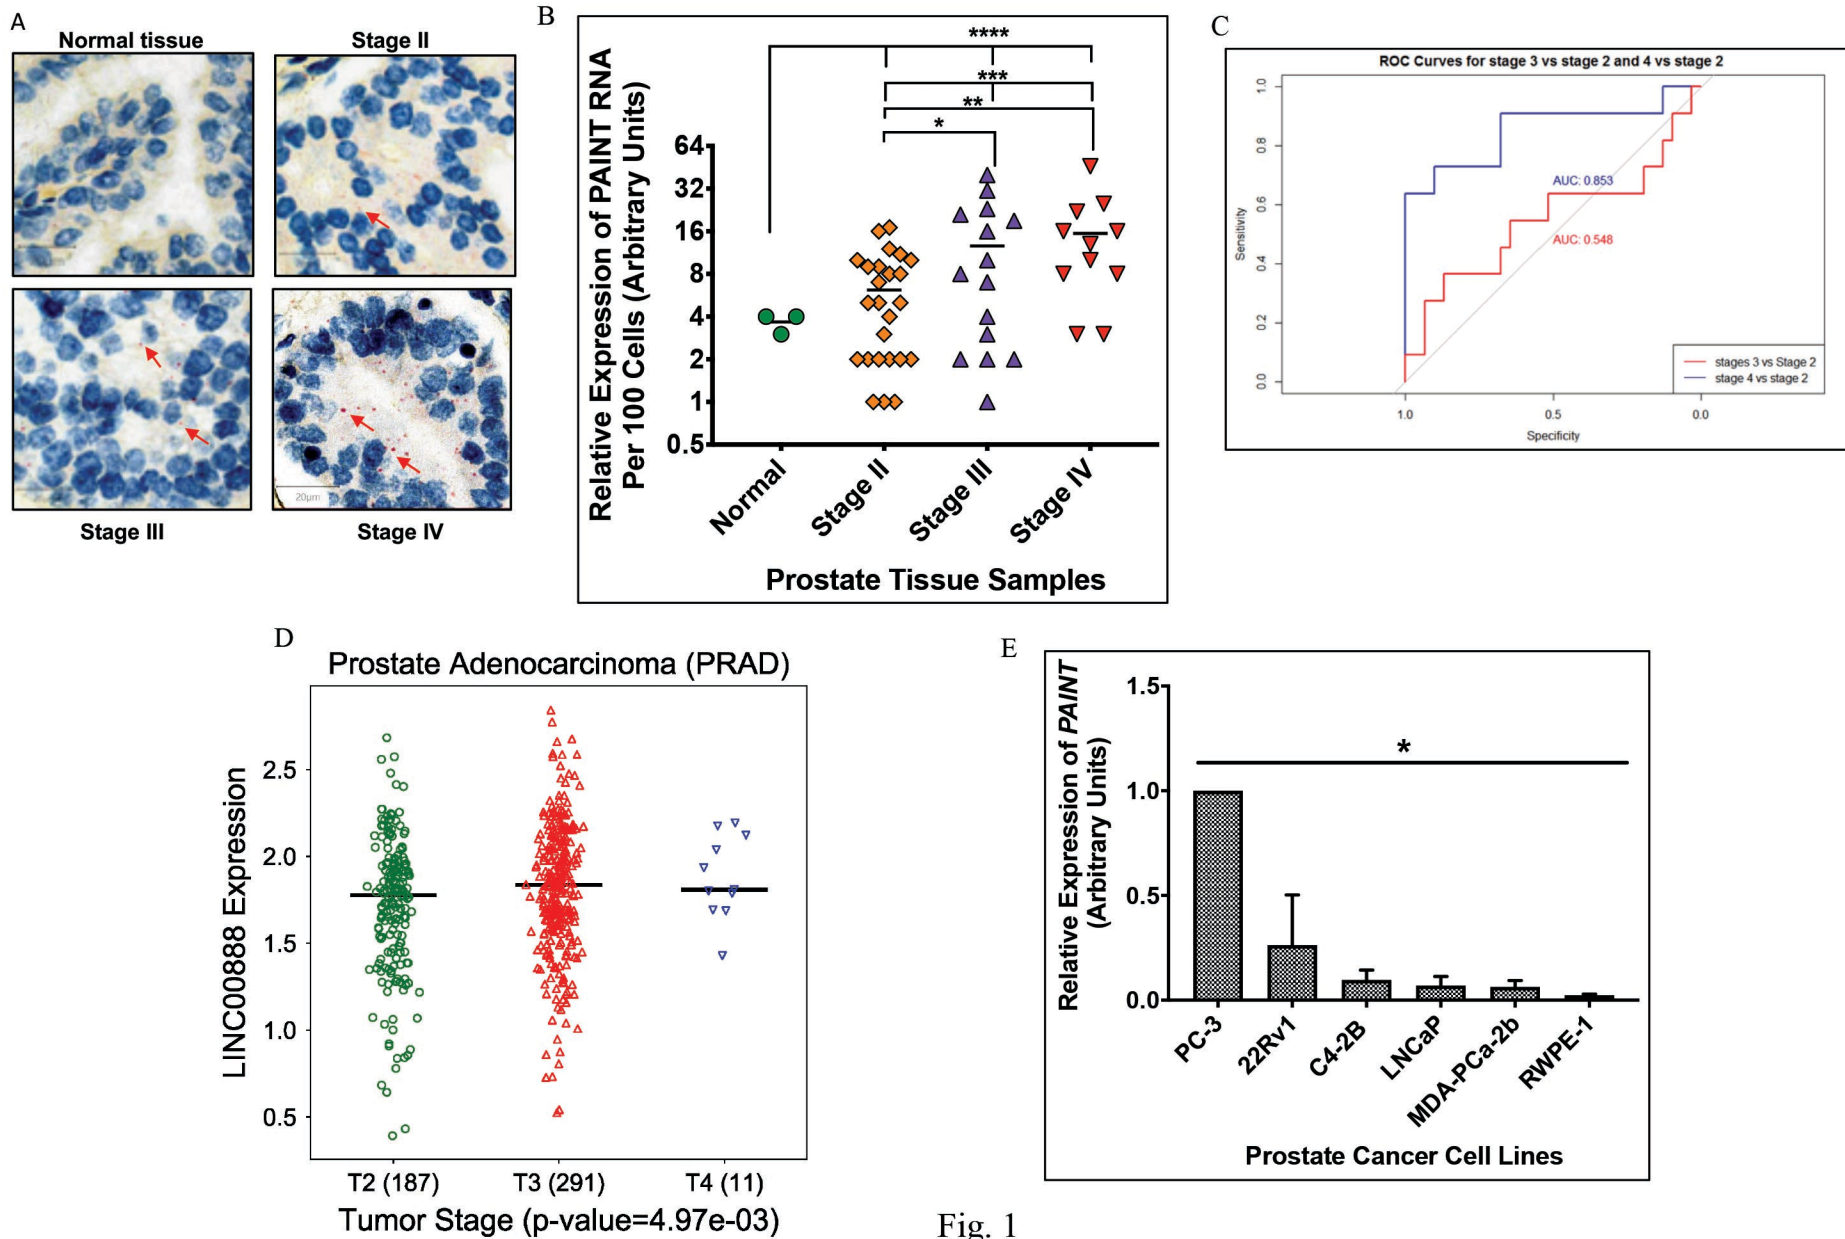 A
Normal tissue
Stage II
Stage III
Stage IV
20μm
B
Relative Expression of PAINT RNA
Per 100 Cells (Arbitrary Units)
****
***
**
*
64
32
16
8
4
2
1
0.5
Normal
Stage II
Stage III
Stage IV
Prostate Tissue Samples
C
ROC Curves for stage 3 vs stage 2 and 4 vs stage 2
Sensitivity
1.0
0.8
0.6
0.4
0.2
0.0
AUC: 0.853
AUC: 0.548
stages 3 vs Stage 2
stage 4 vs stage 2
1.0
0.5
0.0
Specificity
D
Prostate Adenocarcinoma (PRAD)
LINC00888 Expression
2.5
2.0
1.5
1.0
0.5
T2 (187)
T3 (291)
T4 (11)
Tumor Stage (p-value=4.97e-03)
E
Relative Expression of PAINT
(Arbitrary Units)
1.5
1.0
0.5
0.0
*
PC-3
22Rv1
C4-2B
LNCaP
MDA-PCa-2b
RWPE-1
Prostate Cancer Cell Lines
Fig. 1